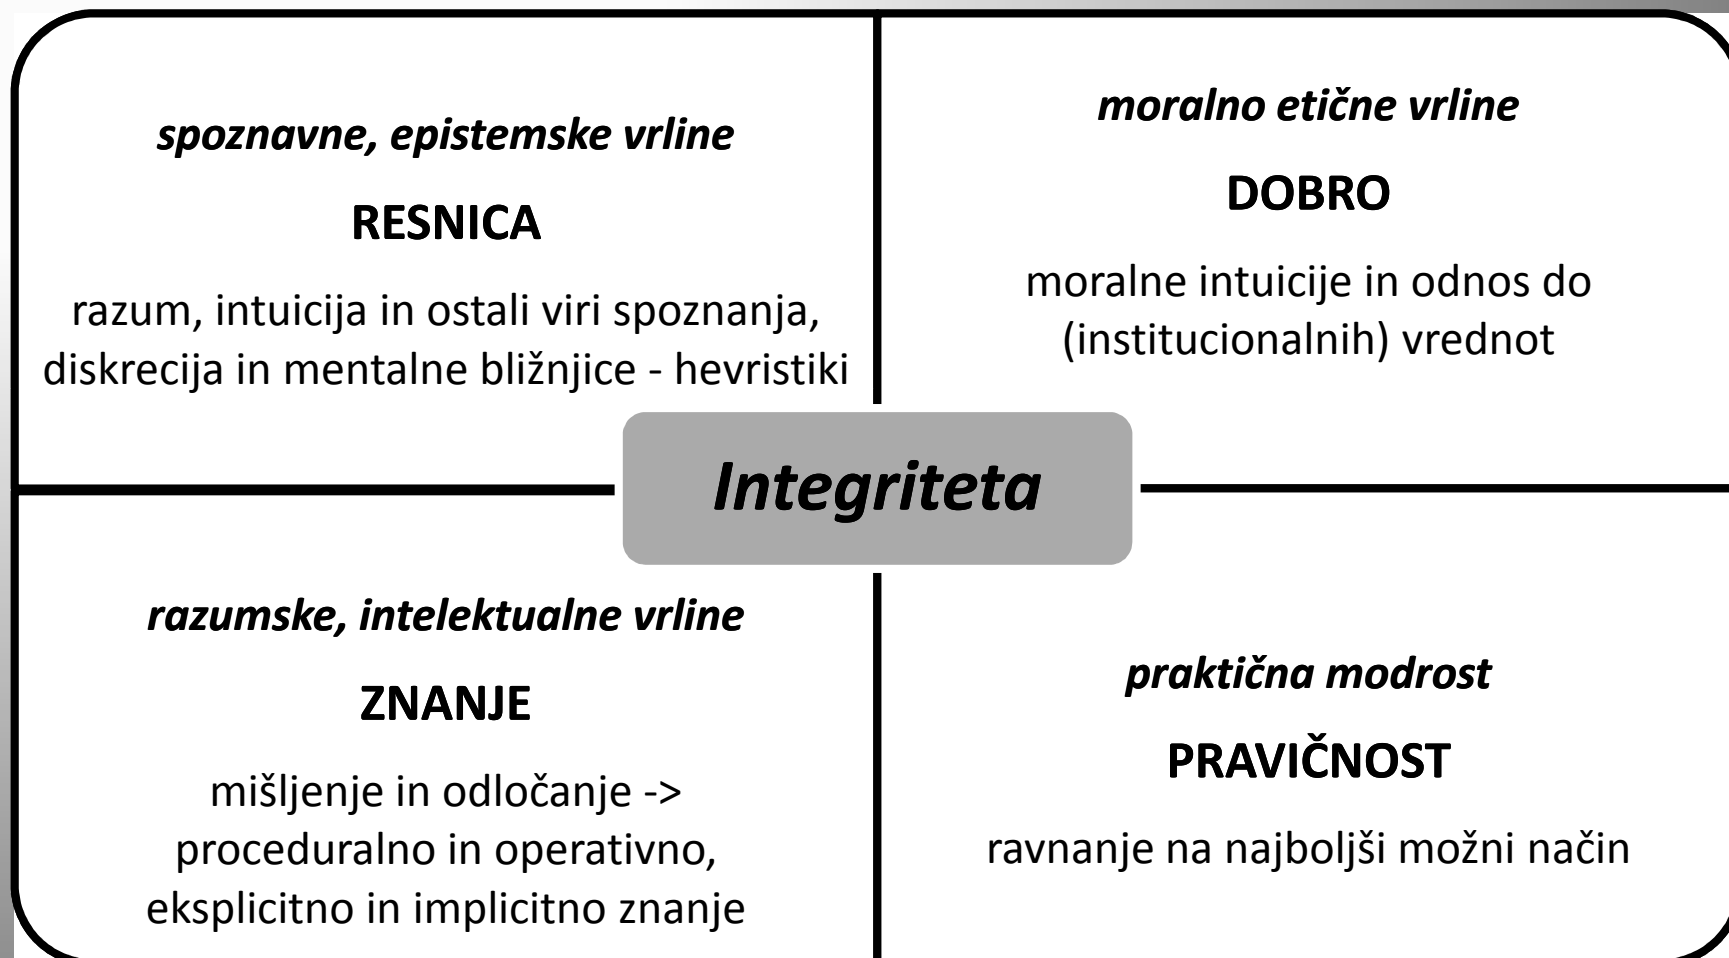 spoznavne, epistemske vrline
RESNICA
razum, intuicija in ostali viri spoznanja,
diskrecija in mentalne bližnjice - hevristiki
moralno etične vrline
DOBRO
moralne intuicije in odnos do
(institucionalnih) vrednot
Integriteta
razumske, intelektualne vrline
ZNANJE
mišljenje in odločanje ->
proceduralno in operativno,
eksplicitno in implicitno znanje
praktična modrost
PRAVIČNOST
ravnanje na najboljši možni način